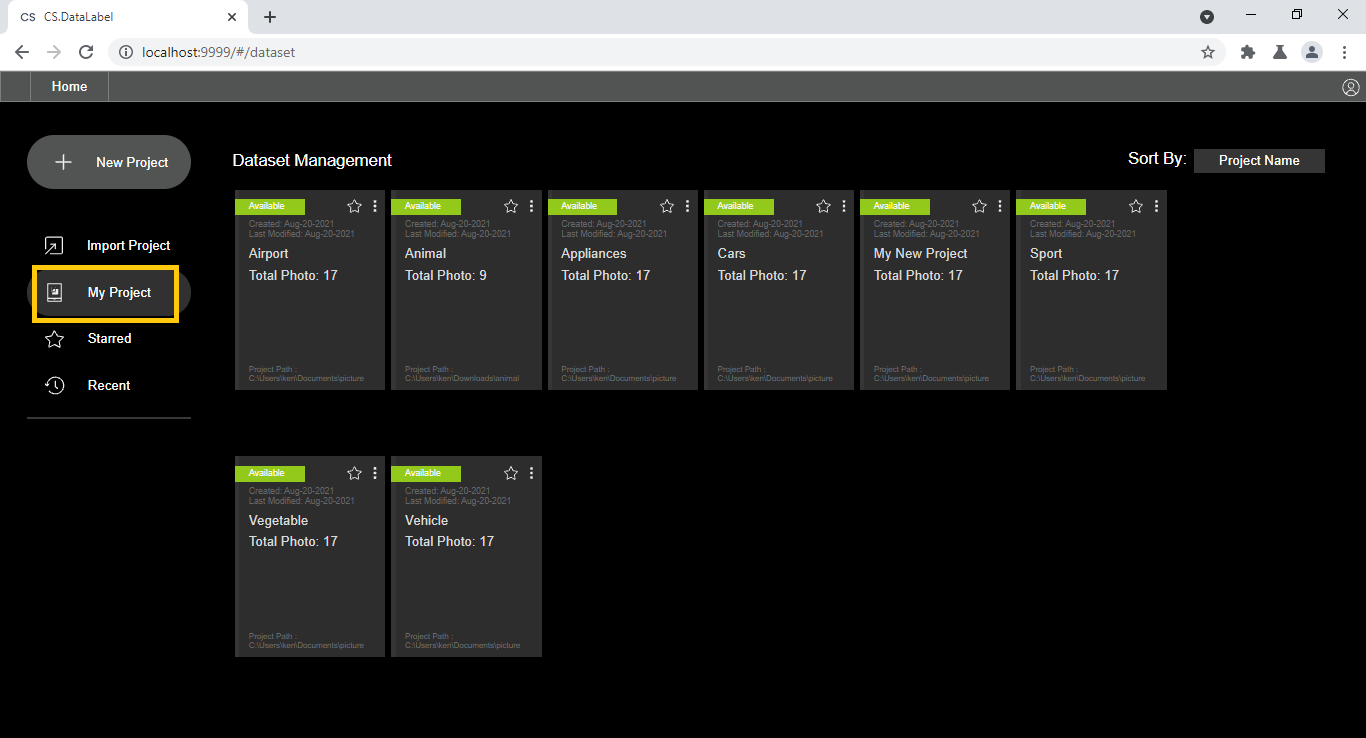 CS CS.DataLabel
localhost:9999/#/dataset
Home
New Project
Import Project
My Project
Starred
Recent
Dataset Management
Sort By: Project Name
Available
Created: Aug-20-2021
Last Modified: Aug-20-2021
Airport
Total Photo: 17
Project Path :
C:\Users\ken\Documents\picture
Available
Created: Aug-20-2021
Last Modified: Aug-20-2021
Animal
Total Photo: 9
Project Path :
C:\Users\ken\Downloads\animal
Available
Created: Aug-20-2021
Last Modified: Aug-20-2021
Appliances
Total Photo: 17
Project Path :
C:\Users\ken\Documents\picture
Available
Created: Aug-20-2021
Last Modified: Aug-20-2021
Cars
Total Photo: 17
Project Path :
C:\Users\ken\Documents\picture
Available
Created: Aug-20-2021
Last Modified: Aug-20-2021
My New Project
Total Photo: 17
Project Path :
C:\Users\ken\Documents\picture
Available
Created: Aug-20-2021
Last Modified: Aug-20-2021
Sport
Total Photo: 17
Project Path :
C:\Users\ken\Documents\picture
Available
Created: Aug-20-2021
Last Modified: Aug-20-2021
Vegetable
Total Photo: 17
Project Path :
C:\Users\ken\Documents\picture
Available
Created: Aug-20-2021
Last Modified: Aug-20-2021
Vehicle
Total Photo: 17
Project Path :
C:\Users\ken\Documents\picture